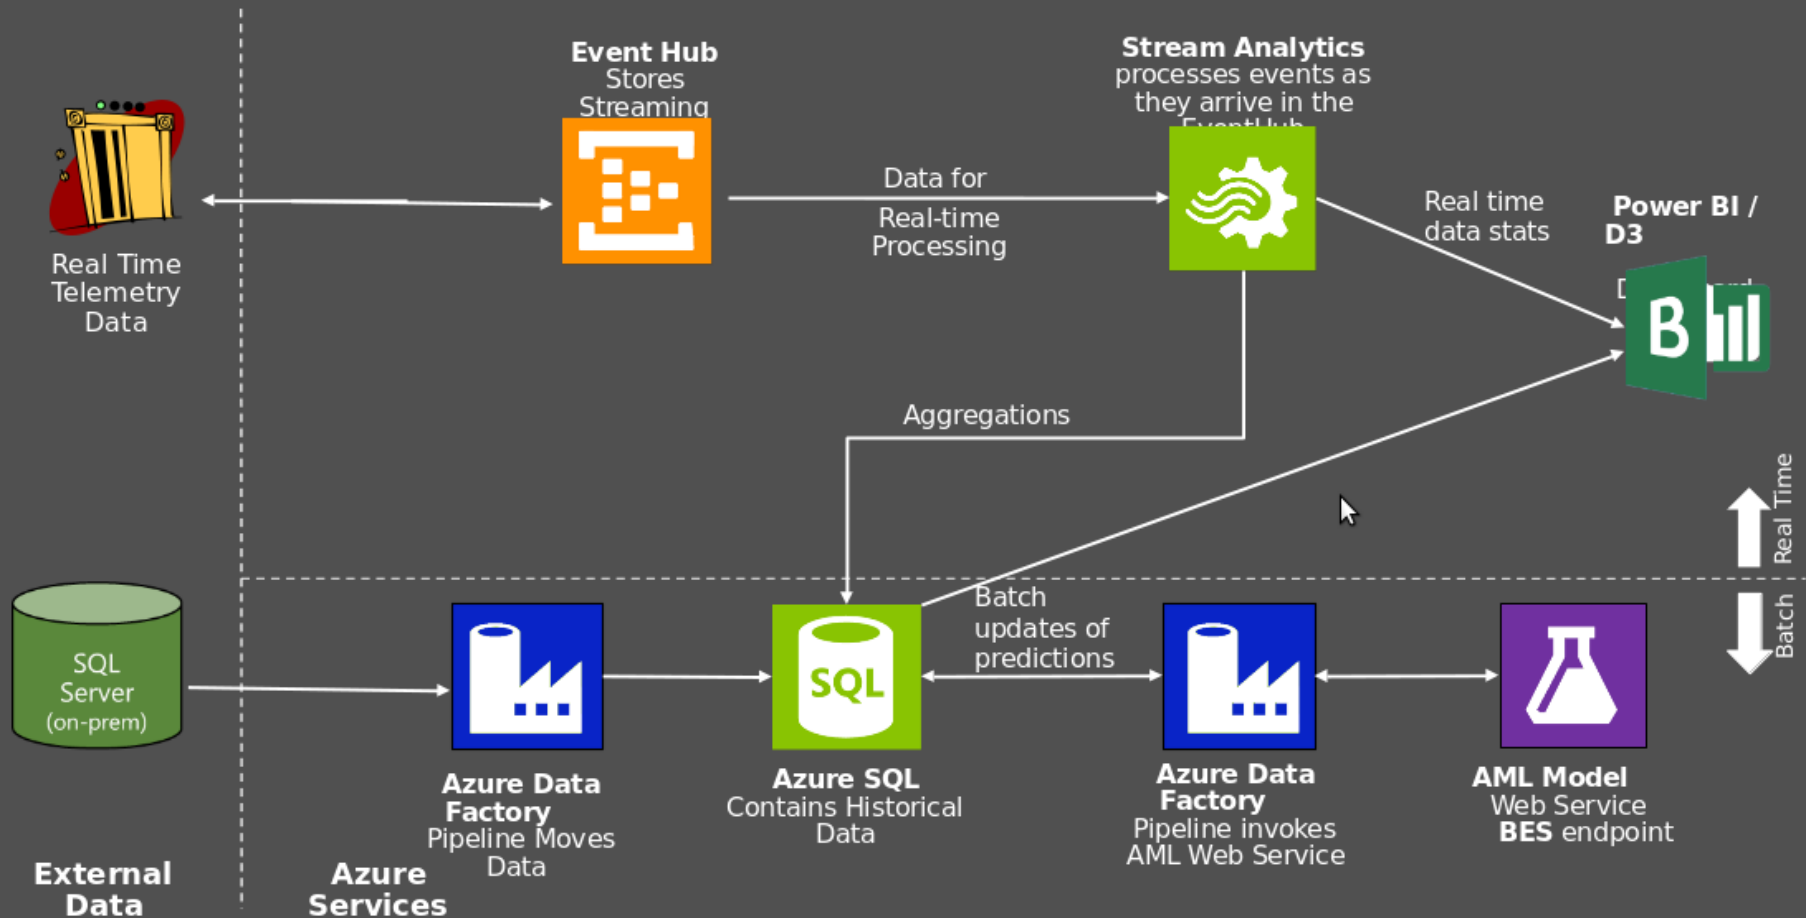 Event Hub
Stores
Streaming
Stream Analytics
processes events as
they arrive in the
EventHub
Real Time
Telemetry
Data
Data for
Real-time
Processing
Real time
data stats
Power BI /
D3
B
Aggregations
Real Time
Batch
SQL
Server
(on-prem)
Batch
updates of
predictions
SQL
Azure Data
Factory
Pipeline Moves
Data
Azure SQL
Contains Historical
Data
Azure Data
Factory
Pipeline invokes
AML Web Service
AML Model
Web Service
BES endpoint
External
Data
Azure
Services